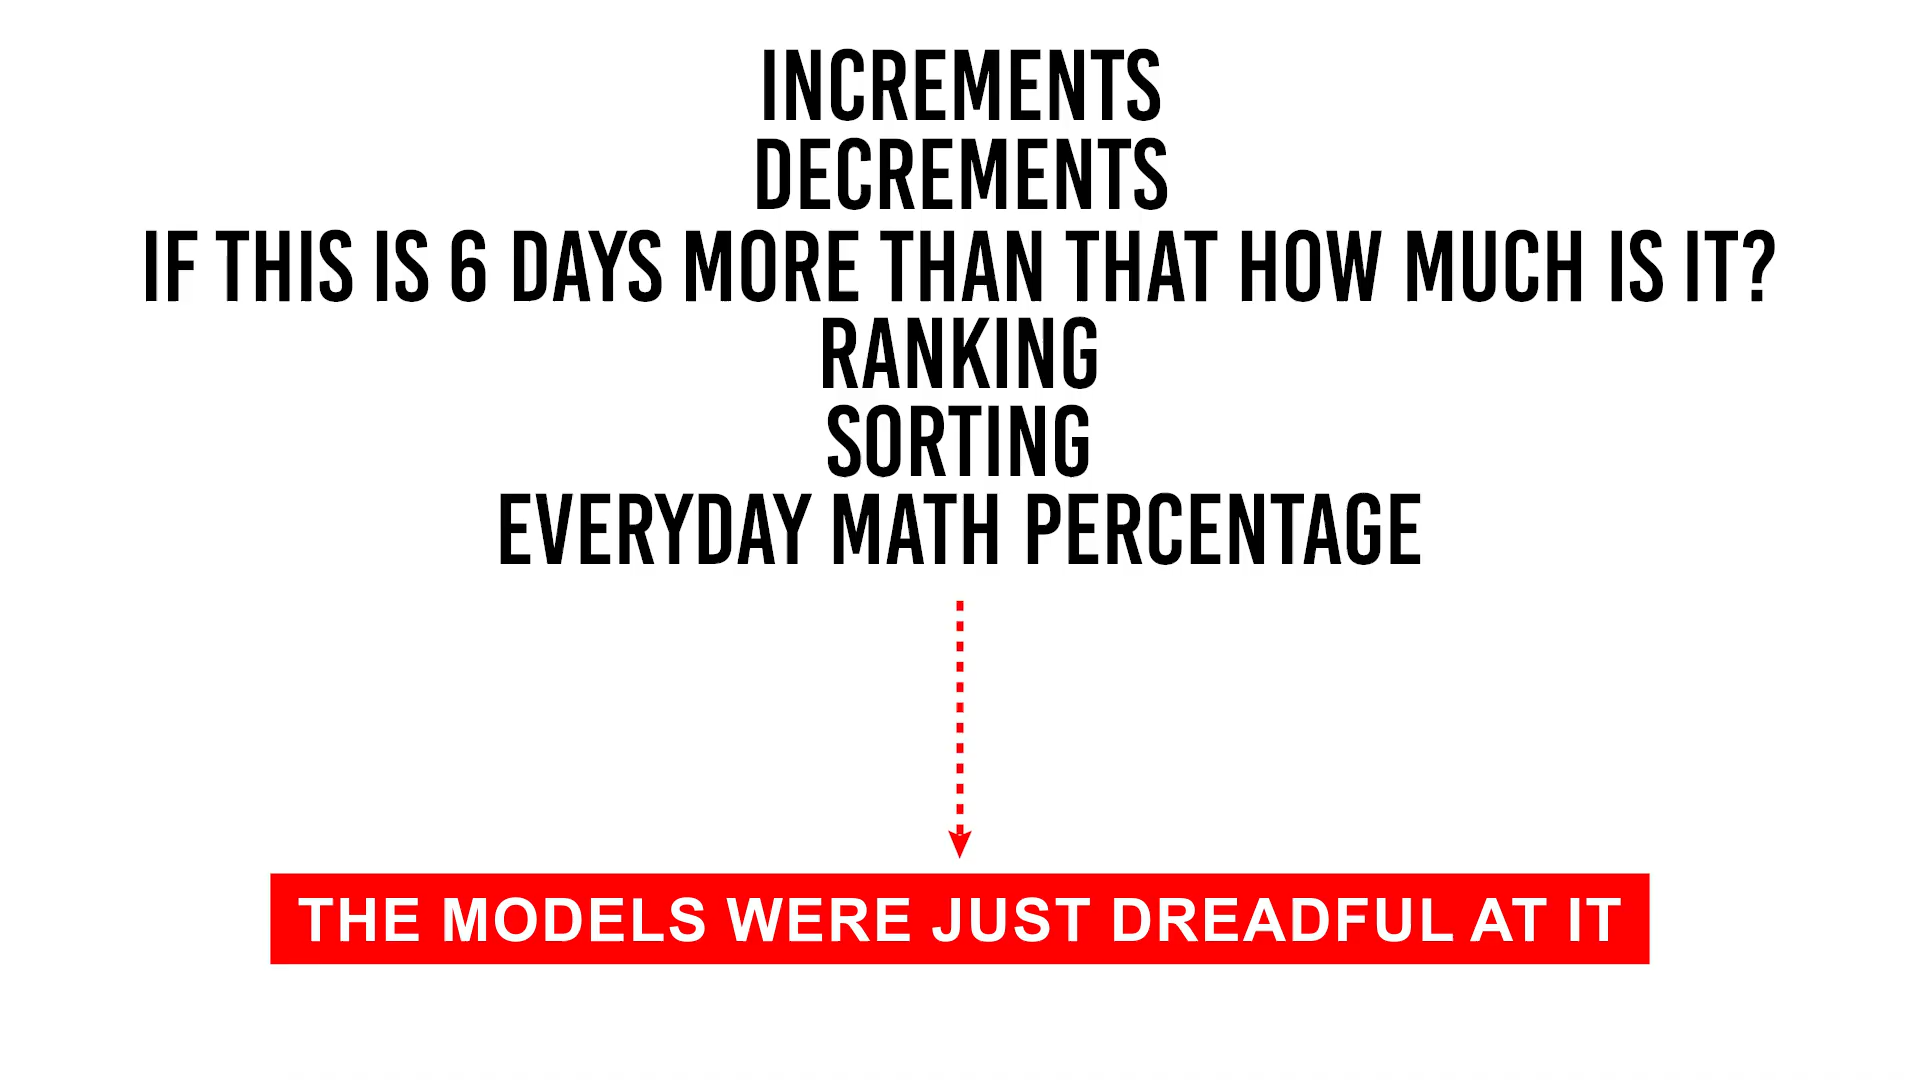 INCREMENTS
DECREMENTS
IF THIS IS 6 DAYS MORE THAN THAT HOW MUCH IS IT?
RANKING
SORTING
EVERYDAY MATH PERCENTAGE
THE MODELS WERE JUST DREADFUL AT IT